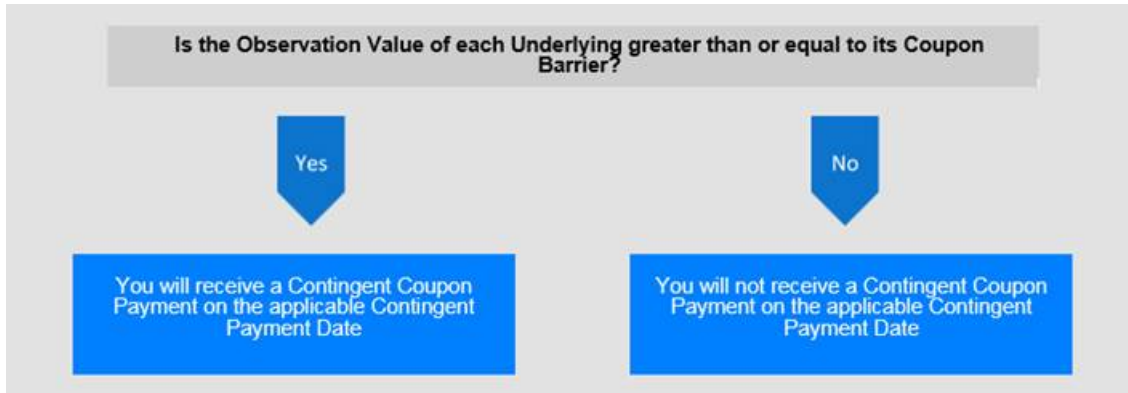 Is the Observation Value of each Underlying greater than or equal to its Coupon
Barrier?
Yes
No
You will receive a Contingent Coupon
Payment on the applicable Contingent
Payment Date
You will not receive a Contingent Coupon
Payment on the applicable Contingent
Payment Date